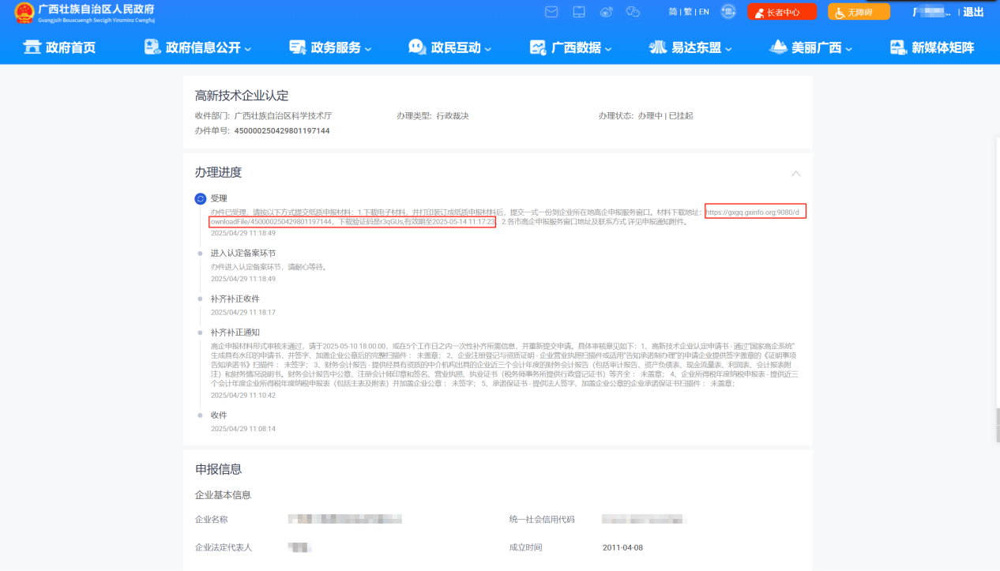 广西壮族自治区人民政府
Guangjsih Bouxcuengh Swcigih Yinzminz Cwngfuj
简 | 繁 | EN
长者中心
无障碍
| 退出
政府首页
政府信息公开
政务服务
政民互动
广西数据
易达东盟
美丽广西
新媒体矩阵
高新技术企业认定
收件部门：广西壮族自治区科学技术厅
办理类型：行政裁决
办理状态：办理中 | 已挂起
办件单号：450000250429801197144
办理进度
受理
办件已受理，请按以下方式提交纸质申报材料：1.下载电子材料，并打印装订成纸质申报材料后，提交一式一份到企业所在地高企申报服务窗口。材料下载地址：https://gxgq.gxinfo.org:9080/d
ownloadFile/450000250429801197144，下载验证码是r3qGUs,有效期至2025-05-14 11:17:23；2.各市高企申报服务窗口地址及联系方式 详见申报通知附件。
2025/04/29 11:18:49
进入认定备案环节
办件进入认定备案环节，请耐心等待。
2025/04/29 11:18:49
补齐补正收件
2025/04/29 11:18:17
补齐补正通知
高企申报材料形式审核未通过，请于2025-05-10 18:00:00，或在5个工作日之内一次性补齐所需信息，并重新提交申请。具体审核意见如下：1、高新技术企业认定申请书 - 通过“国家高企系统”
生成具有水印的申请书，并签字、加盖企业公章后的完整扫描件 ： 未盖章； 2、企业注册登记与资质证明 - 企业营业执照扫描件或适用“告知承诺制办理”的申请企业提供签字盖章的《证明事项
告知承诺书》扫描件 ： 未签字； 3、财务会计报告 - 提供经具有资质的中介机构出具的企业近三个会计年度的财务会计报告（包括审计报告、资产负债表、现金流量表、利润表、会计报表附
注）和财务情况说明书。财务会计报告中公章、注册会计师印章和签名、营业执照、执业证书（税务师事务所提供行政登记证书）等齐全 ： 未盖章； 4、企业所得税年度纳税申报表 - 提供近三
个会计年度企业所得税年度纳税申报表（包括主表及附表）并加盖企业公章 ： 未签字； 5、承诺保证书 - 提供法人签字、加盖企业公章的企业承诺保证书扫描件 ： 未盖章；
2025/04/29 11:10:42
收件
2025/04/29 11:08:14
申报信息
企业基本信息
企业名称
统一社会信用代码
企业法定代表人
成立时间
2011-04-08